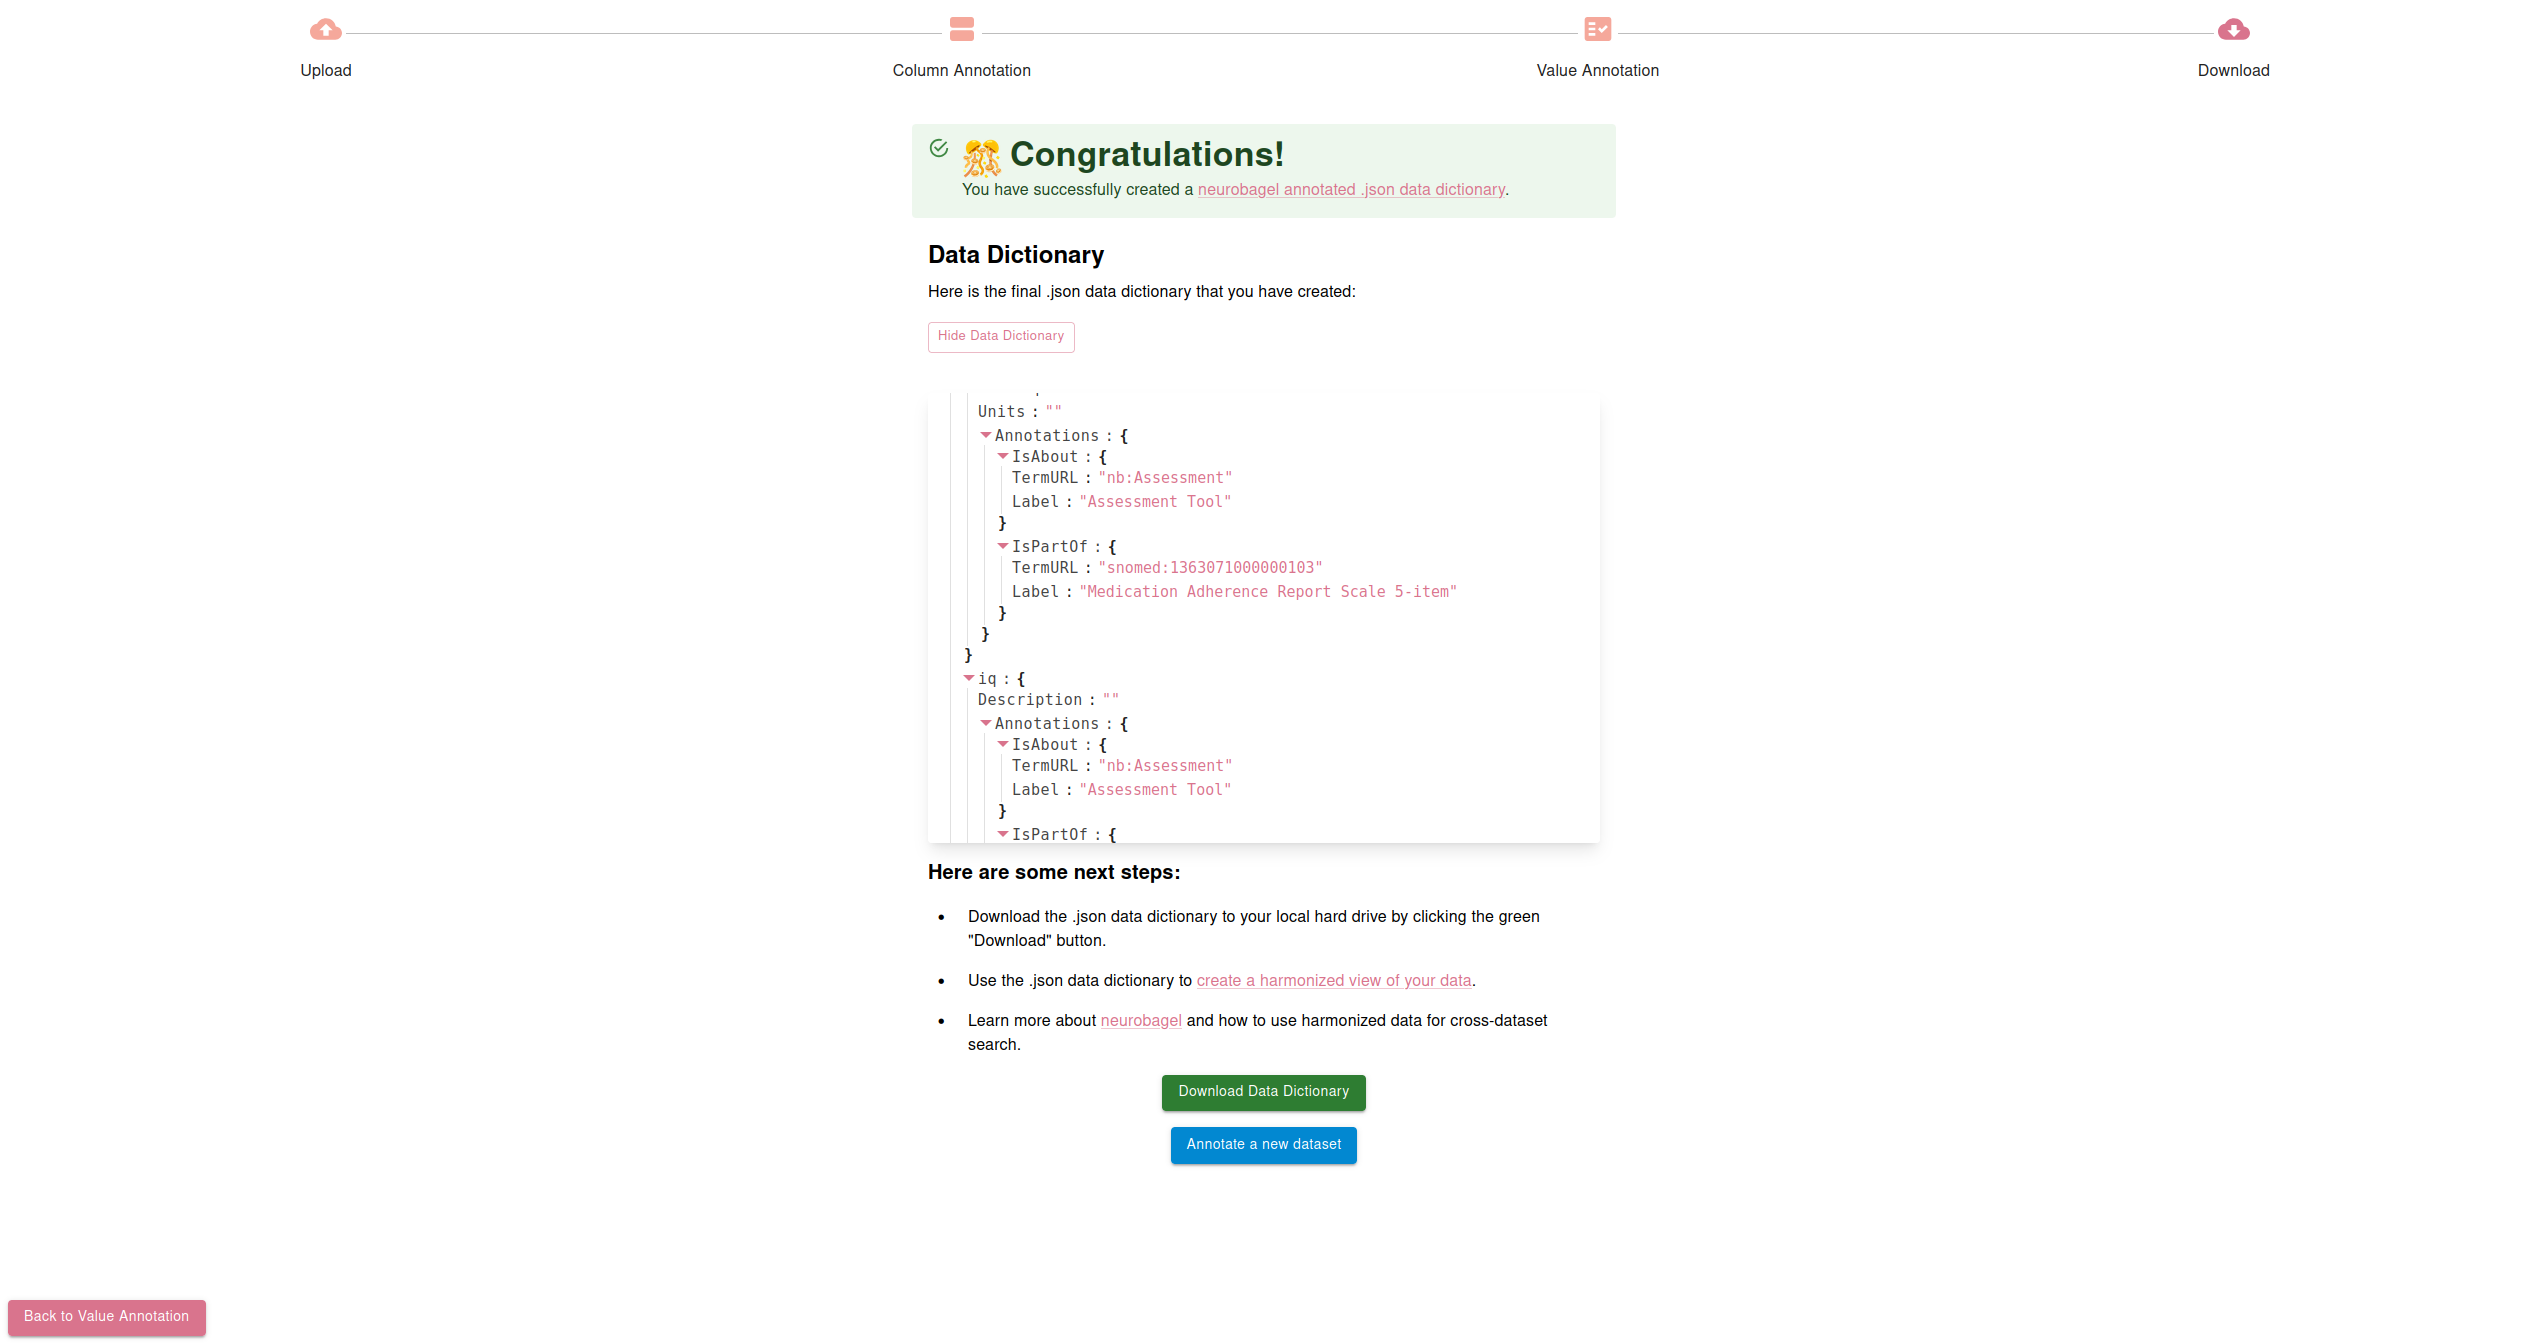 Upload
Column Annotation
Value Annotation
Download
🎊 Congratulations!
You have successfully created a neurobagel annotated .json data dictionary.
Data Dictionary
Here is the final .json data dictionary that you have created:
Hide Data Dictionary
Units : ""
Annotations : {
IsAbout : {
TermURL : "nb:Assessment"
Label : "Assessment Tool"
}
IsPartOf : {
TermURL : "snomed:1363071000000103"
Label : "Medication Adherence Report Scale 5-item"
}
}
}
iq : {
Description : ""
Annotations : {
IsAbout : {
TermURL : "nb:Assessment"
Label : "Assessment Tool"
}
IsPartOf : {
Here are some next steps:
• Download the .json data dictionary to your local hard drive by clicking the green
"Download" button.
• Use the .json data dictionary to create a harmonized view of your data.
• Learn more about neurobagel and how to use harmonized data for cross-dataset
search.
Download Data Dictionary
Annotate a new dataset
Back to Value Annotation